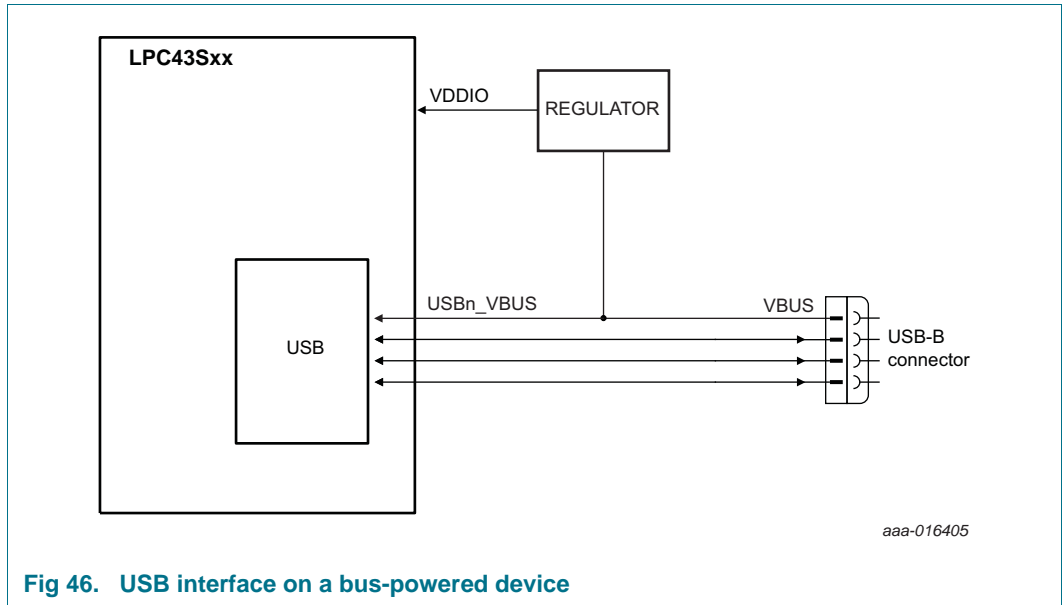 LPC43Sxx
VDDIO
REGULATOR
USBn_VBUS
VBUS
USB
USB-B
connector
aaa-016405
Fig 46. USB interface on a bus-powered device